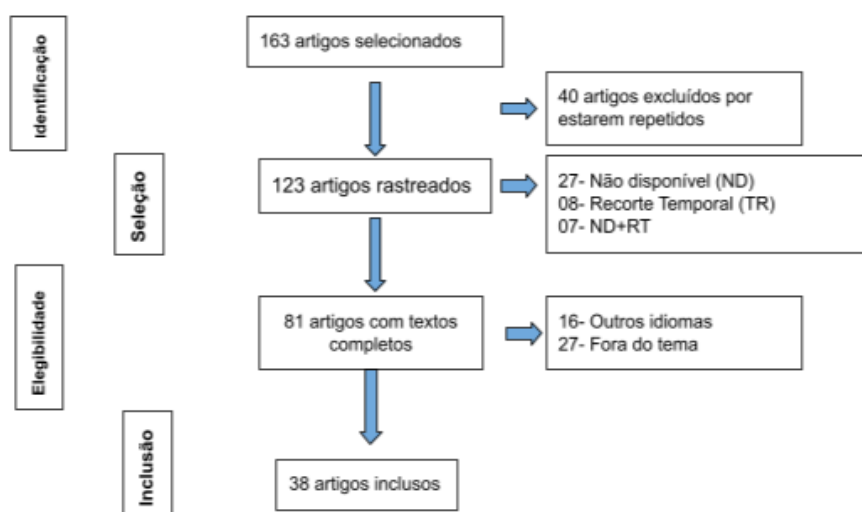 Identificação
163 artigos selecionados
40 artigos excluídos por
estarem repetidos
Seleção
123 artigos rastreados
27- Não disponível (ND)
08- Recorte Temporal (TR)
07- ND+RT
Elegibilidade
81 artigos com textos
completos
16- Outros idiomas
27- Fora do tema
Inclusão
38 artigos inclusos